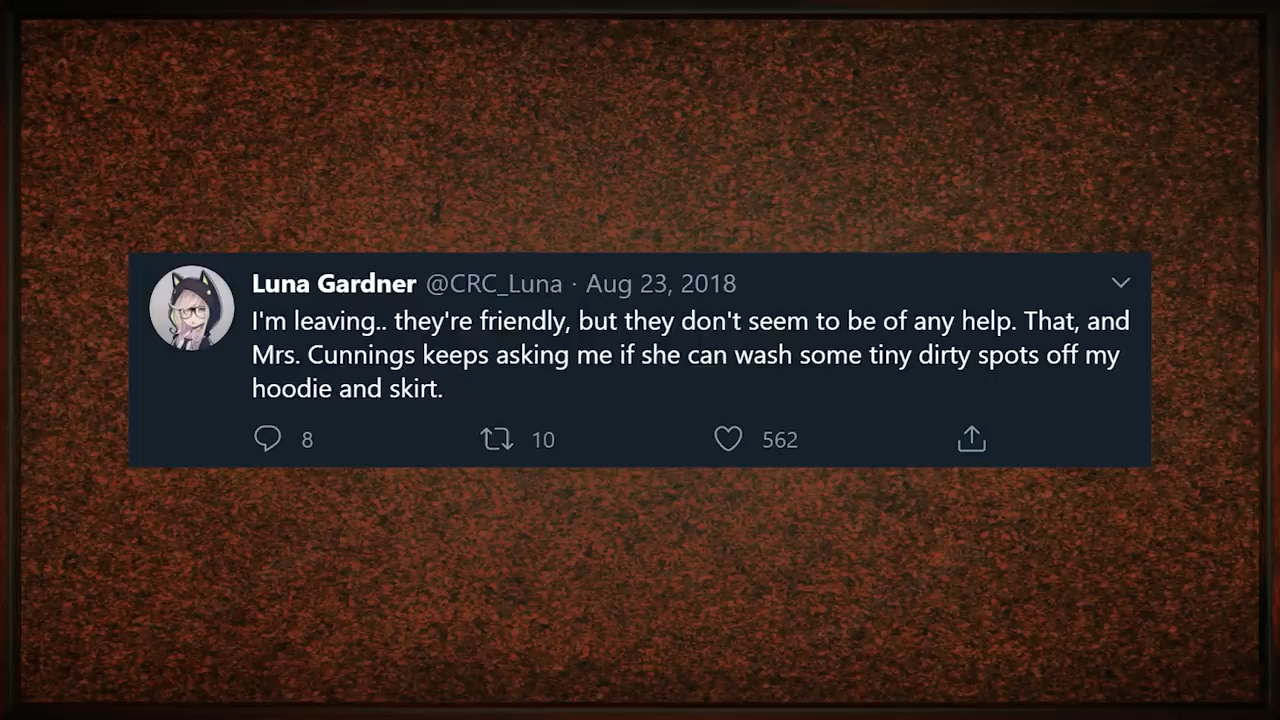 Luna Gardner @CRC_Luna · Aug 23, 2018
I'm leaving.. they're friendly, but they don't seem to be of any help. That, and
Mrs. Cunnings keeps asking me if she can wash some tiny dirty spots off my
hoodie and skirt.
8 10 562